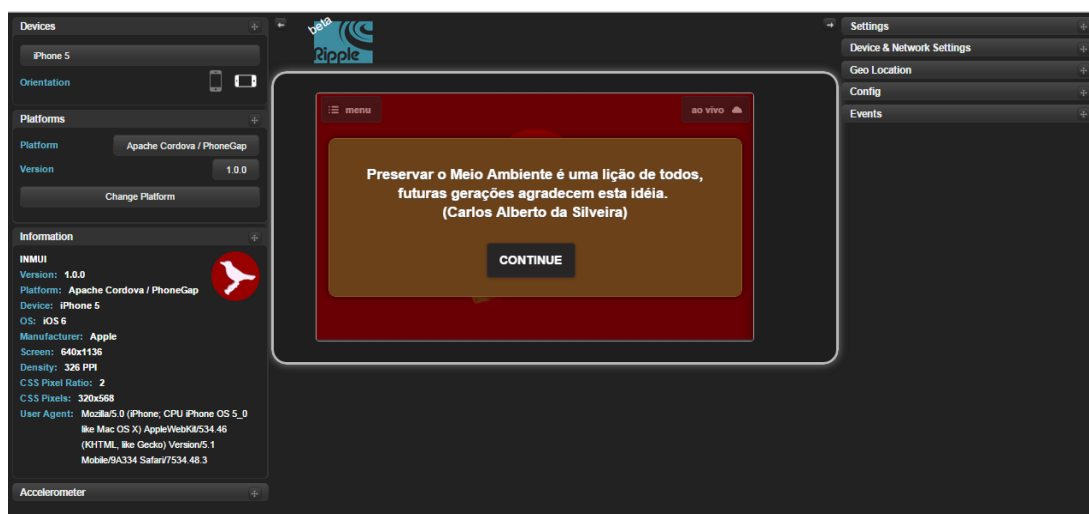 Devices
iPhone 5
Orientation
Platforms
Platform Apache Cordova / PhoneGap
Version 1.0.0
Change Platform
Information
INMUI
Version: 1.0.0
Platform: Apache Cordova / PhoneGap
Device: iPhone 5
OS: iOS 6
Manufacturer: Apple
Screen: 640x1136
Density: 326 PPI
CSS Pixel Ratio: 2
CSS Pixels: 320x568
User Agent: Mozilla/5.0 (iPhone; CPU iPhone OS 5_0
like Mac OS X) AppleWebKit/534.46
(KHTML, like Gecko) Version/5.1
Mobile/9A334 Safari/7534.48.3
Accelerometer
beta
Ripple
menu
ao vivo
Preservar o Meio Ambiente é uma lição de todos,
futuras gerações agradecem esta idéia.
(Carlos Alberto da Silveira)
CONTINUE
Settings
Device & Network Settings
Geo Location
Config
Events